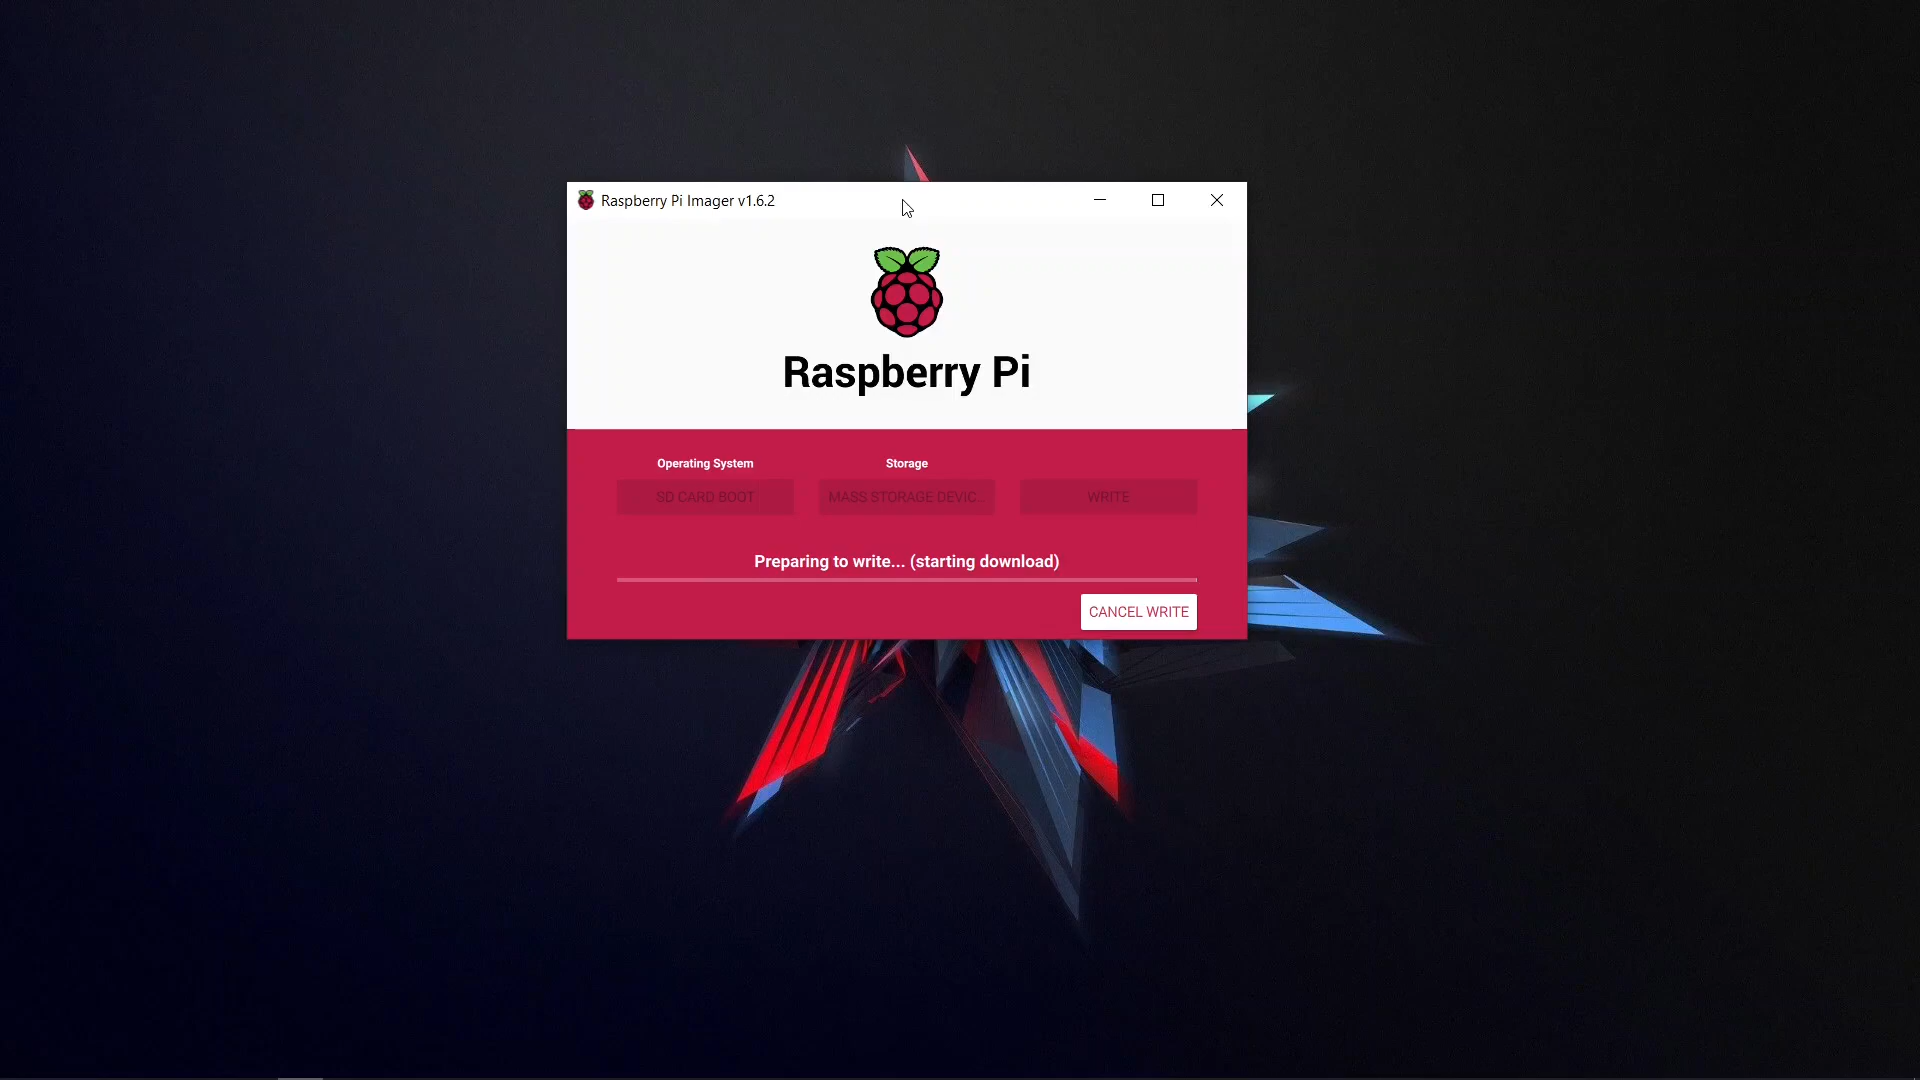 Raspberry Pi Imager v1.6.2
Raspberry Pi
Operating System
Storage
SD CARD BOOT
MASS STORAGE DEVIC...
WRITE
Preparing to write... (starting download)
CANCEL WRITE